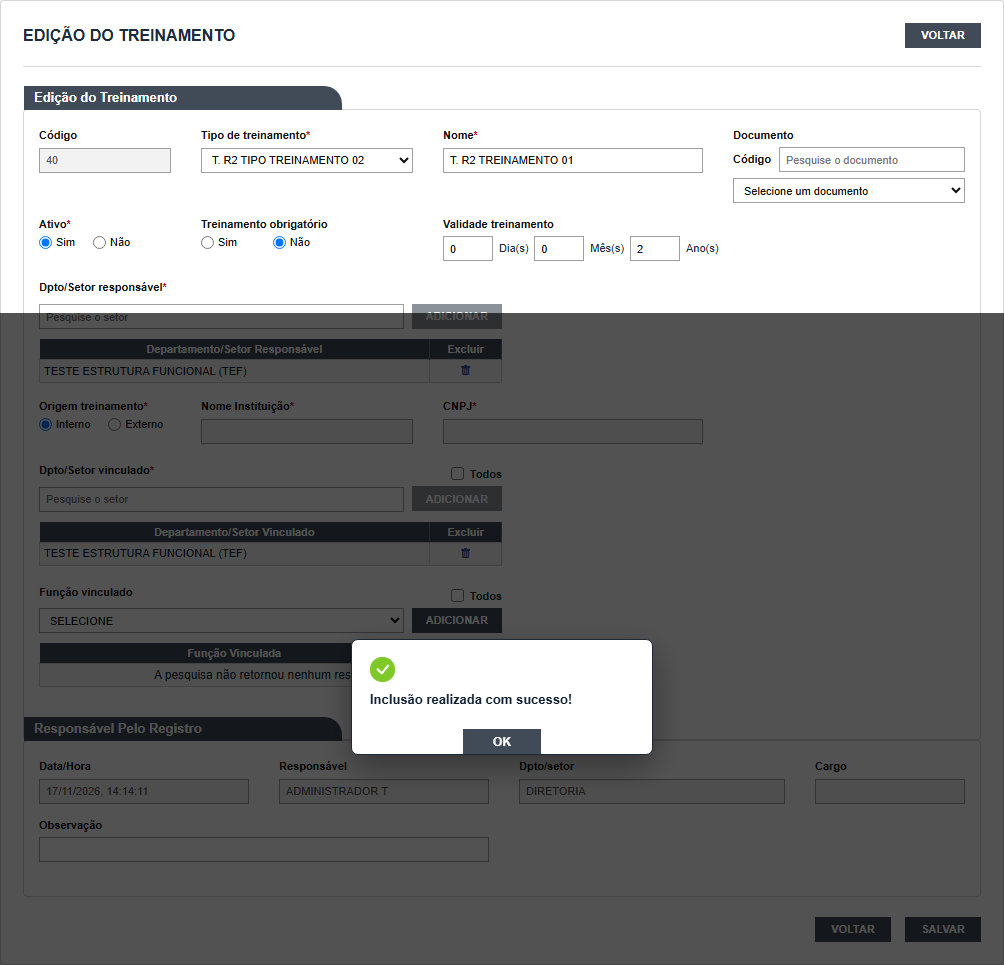 EDIÇÃO DO TREINAMENTO
VOLTAR
Edição do Treinamento
Código
Tipo de treinamento*
Nome*
Documento
40
T. R2 TIPO TREINAMENTO 02
T. R2 TREINAMENTO 01
Código
Pesquise o documento
Selecione um documento
Ativo*
Treinamento obrigatório
Validade treinamento
Sim
Não
Sim
Não
0
Dia(s)
0
Mês(s)
2
Ano(s)
Dpto/Setor responsável*
Pesquise o setor
ADICIONAR
Departamento/Setor Responsável
Excluir
TESTE ESTRUTURA FUNCIONAL (TEF)
Origem treinamento*
Nome Instituição*
CNPJ*
Interno
Externo
Dpto/Setor vinculado*
Todos
Pesquise o setor
ADICIONAR
Departamento/Setor Vinculado
Excluir
TESTE ESTRUTURA FUNCIONAL (TEF)
Função vinculado
Todos
SELECIONE
ADICIONAR
Função Vinculada
A pesquisa não retornou nenhum res
Inclusão realizada com sucesso!
OK
Responsável Pelo Registro
Data/Hora
Responsável
Dpto/setor
Cargo
17/11/2026, 14:14:11
ADMINISTRADOR T
DIRETORIA
Observação
VOLTAR
SALVAR